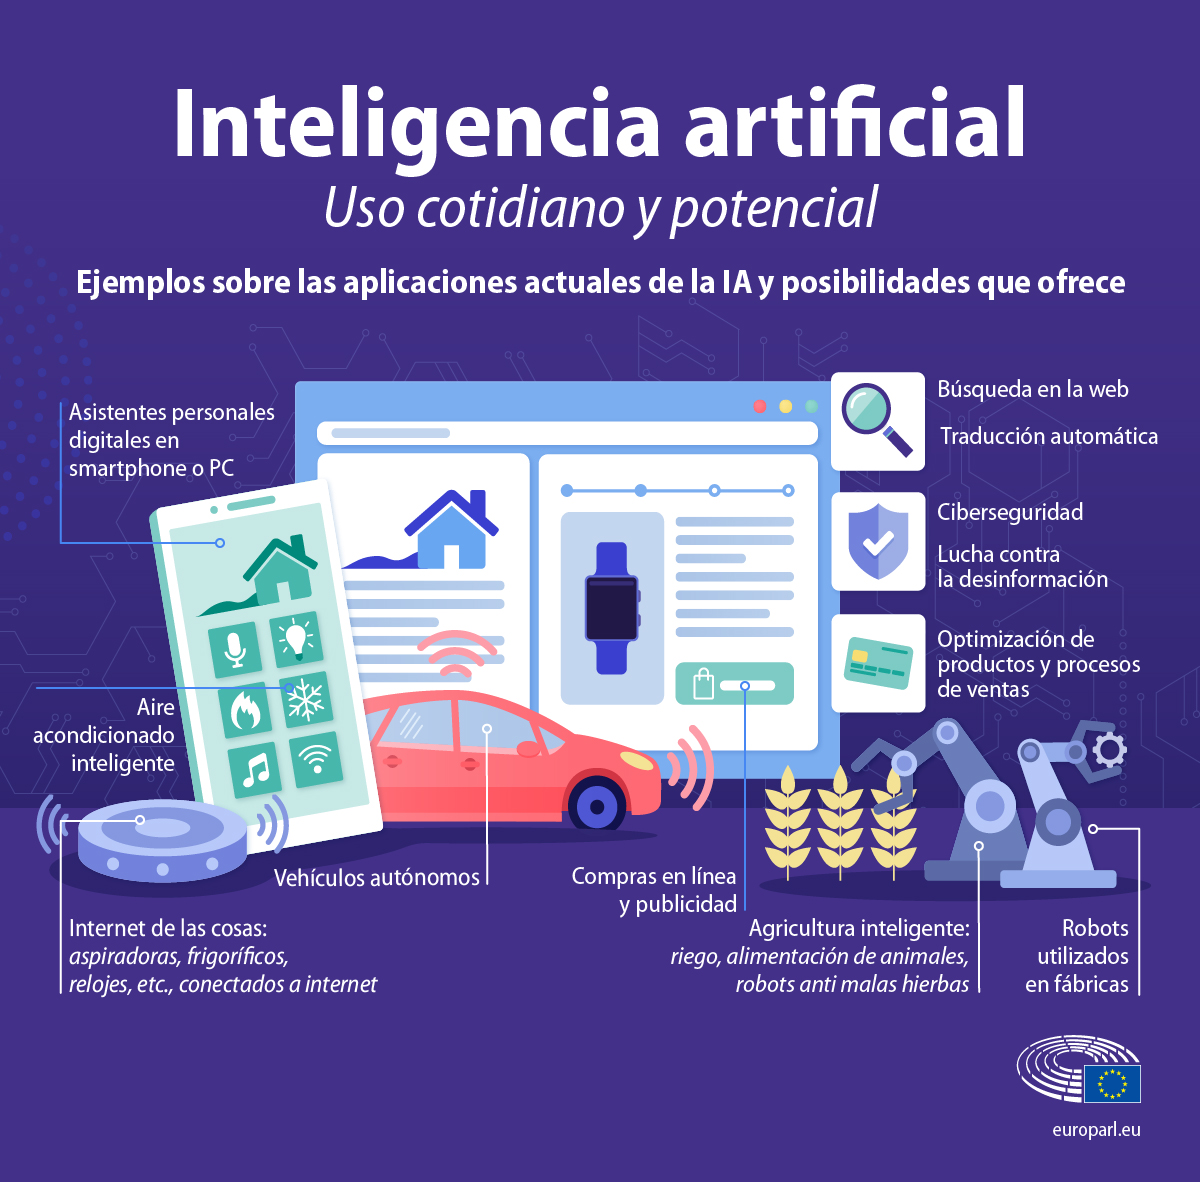 Inteligencia artificial
Uso cotidiano y potencial
Ejemplos sobre las aplicaciones actuales de la IA y posibilidades que ofrece
Asistentes personales
digitales en
smartphone o PC
Búsqueda en la web
Traducción automática
Ciberseguridad
Lucha contra
la desinformación
Optimización de
productos y procesos
de ventas
Aire
acondicionado
inteligente
Vehículos autónomos
Compras en línea
y publicidad
Internet de las cosas:
aspiradoras, frigoríficos,
relojes, etc., conectados a internet
Agricultura inteligente:
riego, alimentación de animales,
robots anti malas hierbas
Robots
utilizados
en fábricas
europarl.eu